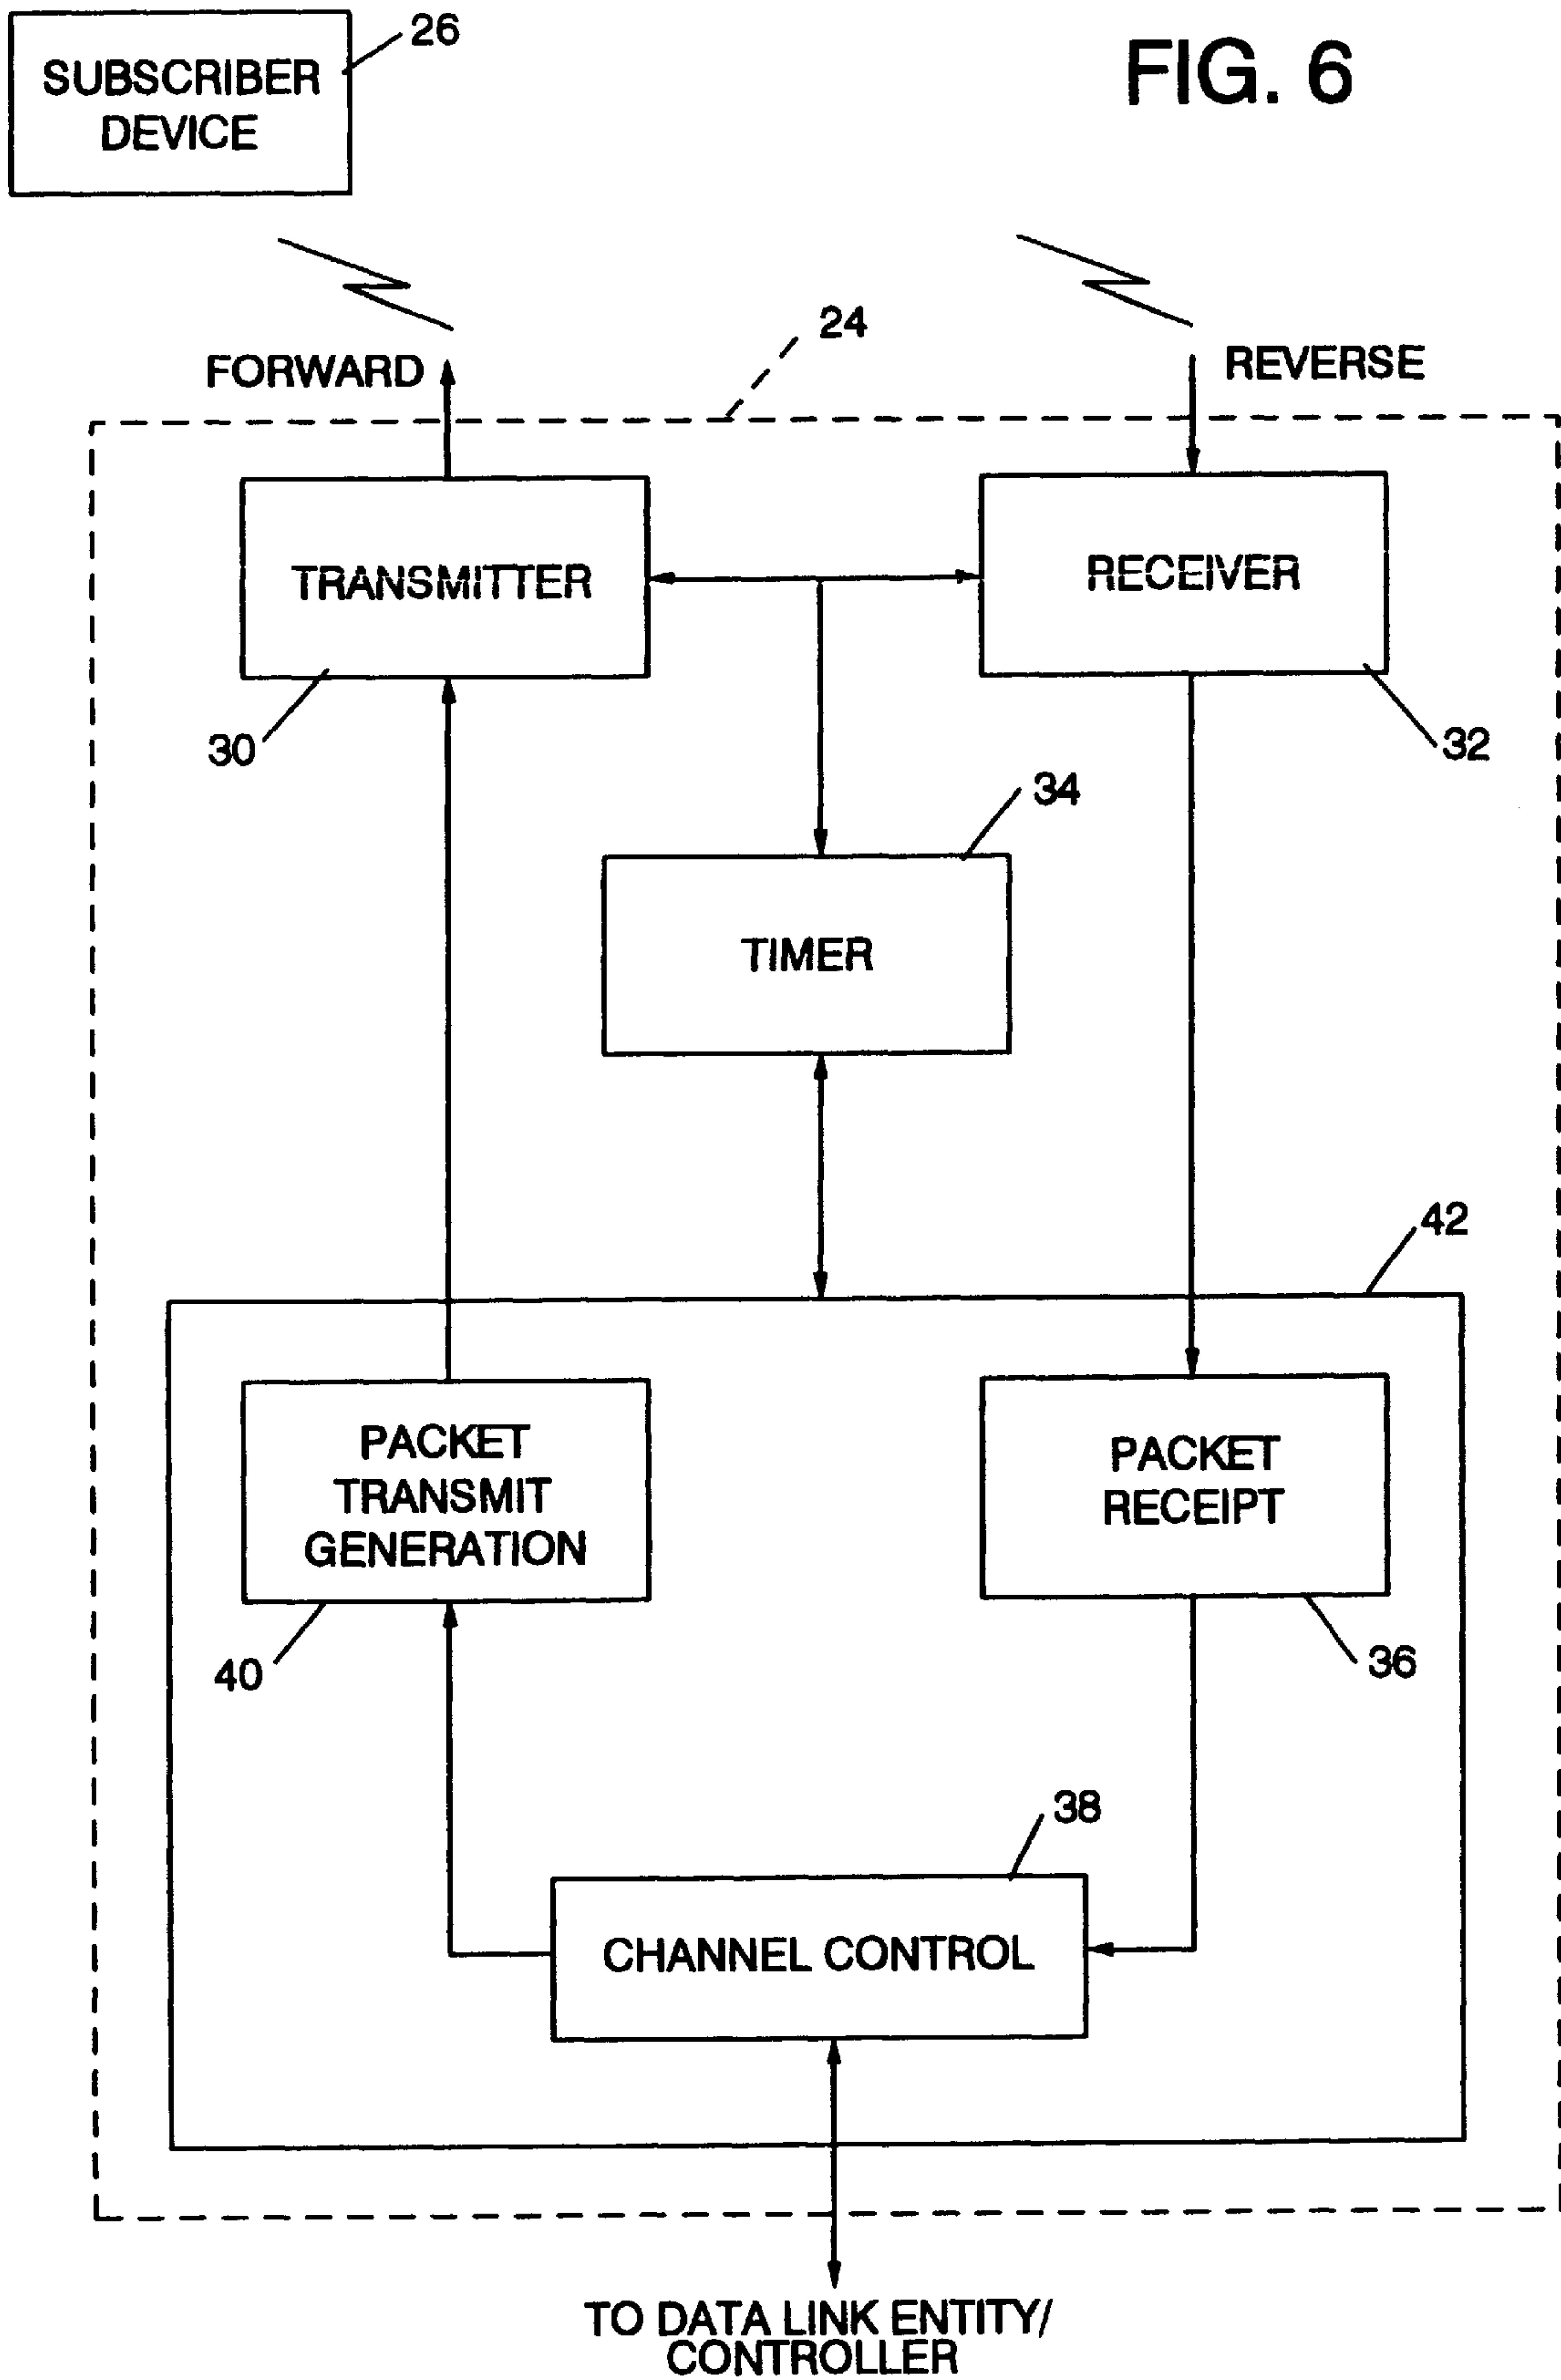 26
SUBSCRIBER
DEVICE
FIG. 6
24
FORWARD
REVERSE
TRANSMITTER
RECEIVER
30
32
34
TIMER
42
PACKET
TRANSMIT
GENERATION
PACKET
RECEIPT
40
36
38
CHANNEL CONTROL
TO DATA LINK ENTITY/
CONTROLLER